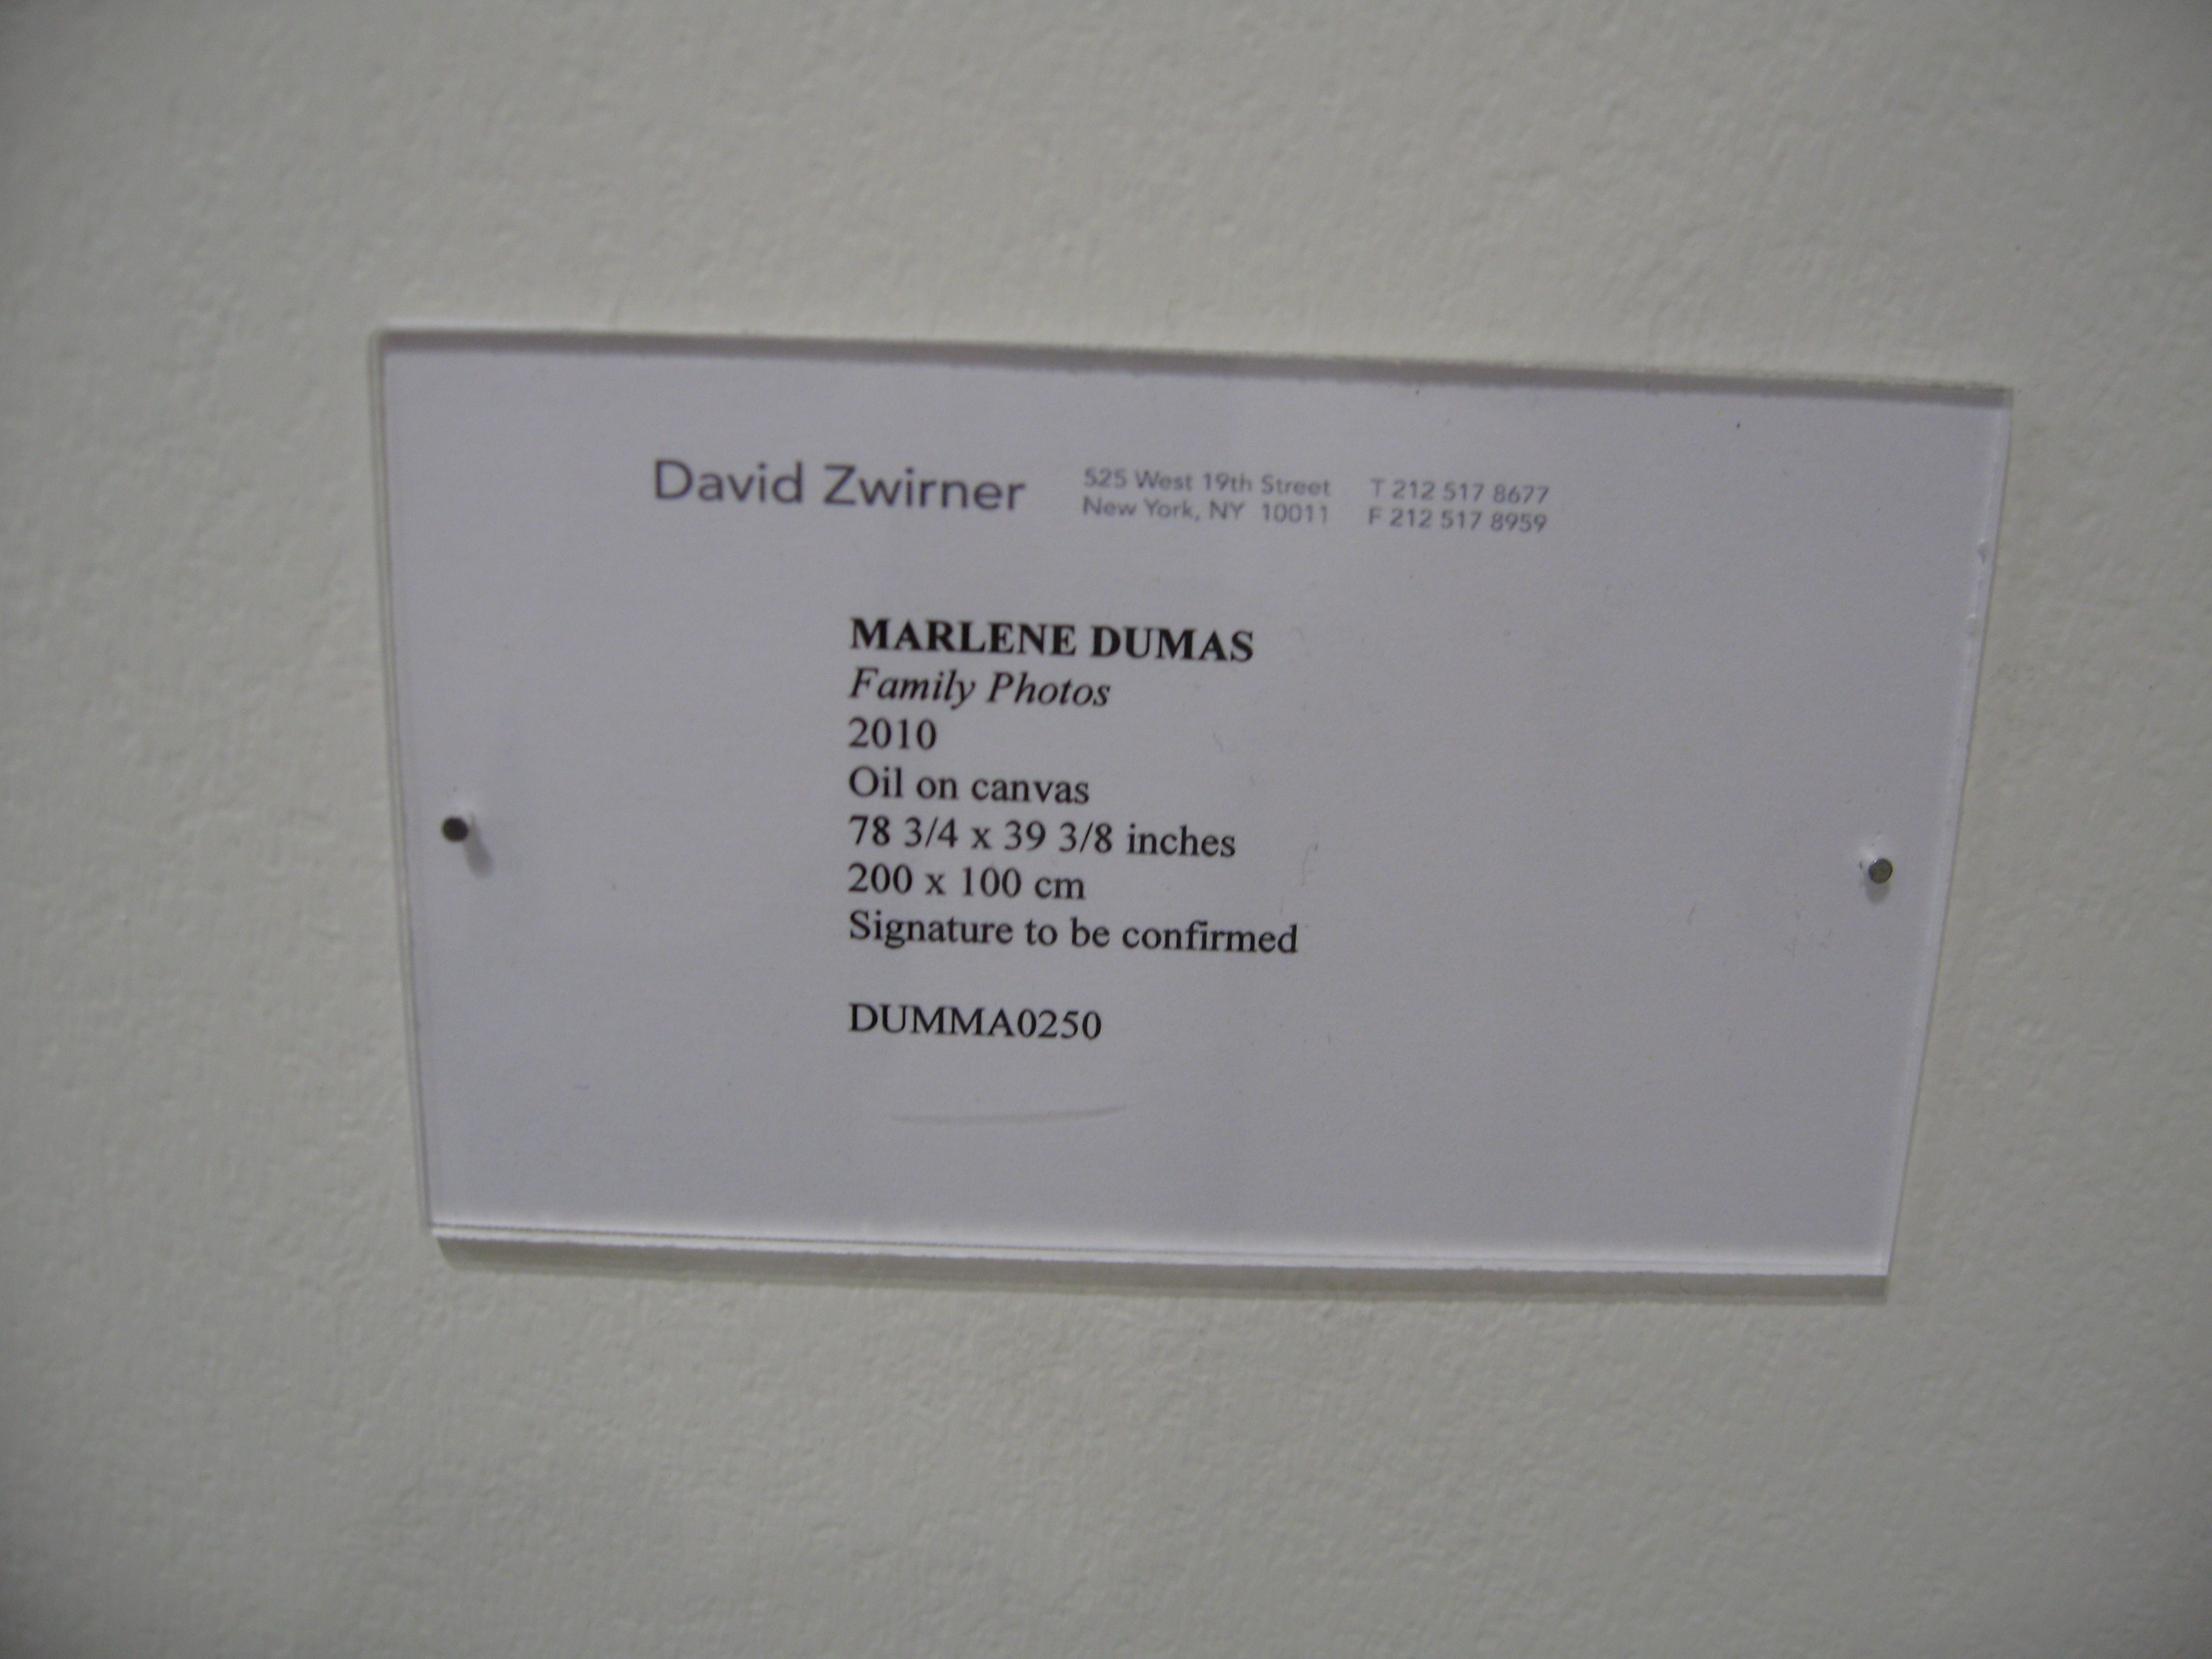 David Zwirner
525 West 19th Street
New York, NY 10011
T 212 517 8677
F 212 517 8959
MARLENE DUMAS
Family Photos
2010
Oil on canvas
78 3/4 x 39 3/8 inches
200 x 100 cm
Signature to be confirmed
DUMMA0250